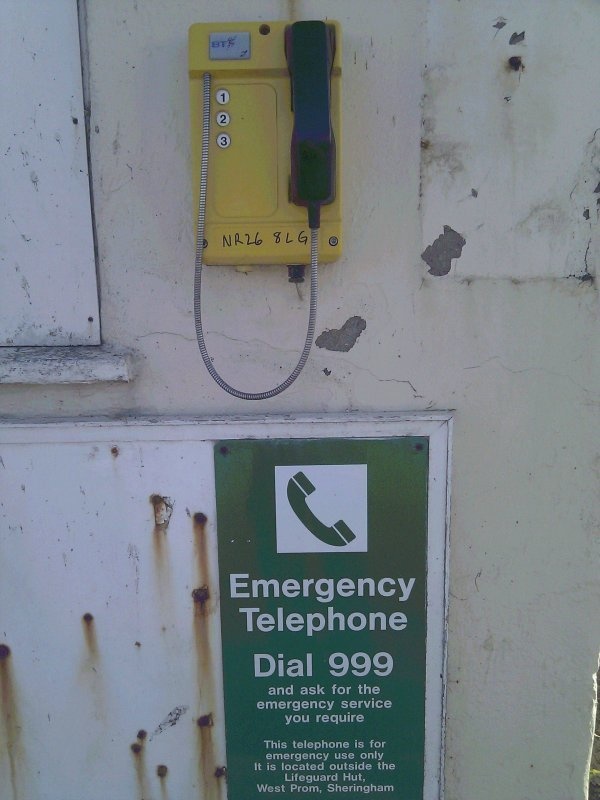 1
2
3
NR26 8LG
Emergency
Telephone
Dial 999
and ask for the
emergency service
you require
This telephone is for
emergency use only
It is located outside the
Lifeguard Hut,
West Prom, Sheringham